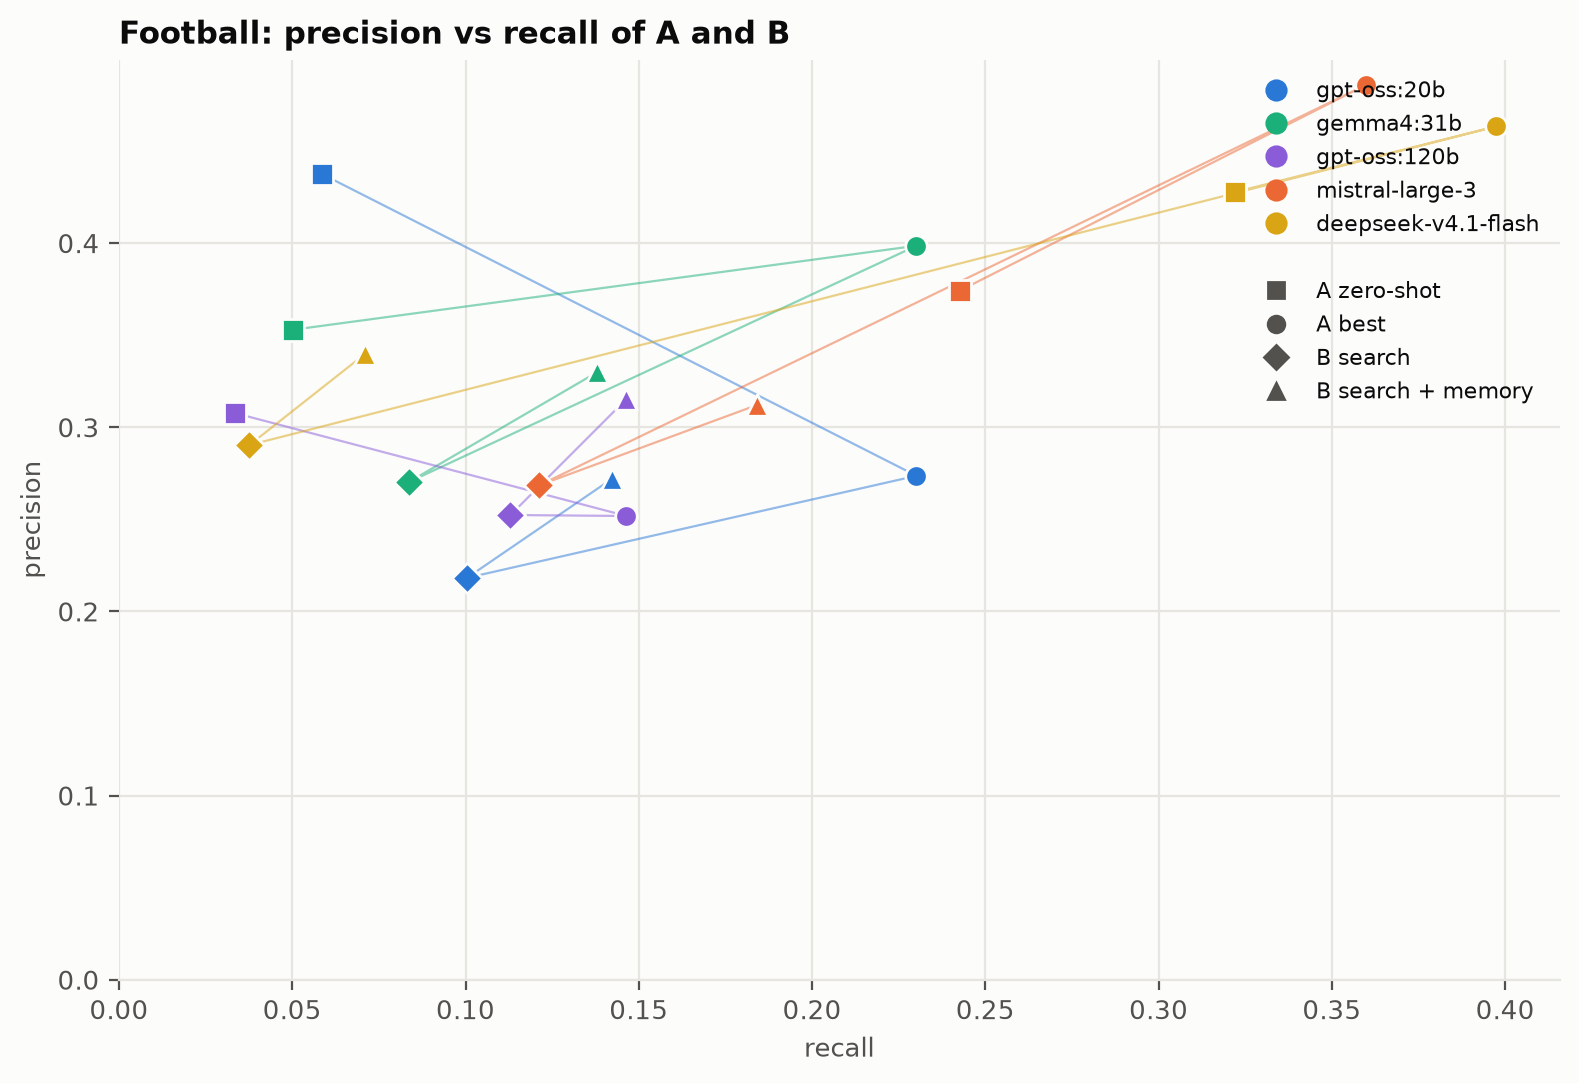 Football: precision vs recall of A and B
gpt-oss:20b
gemma4:31b
gpt-oss:120b
mistral-large-3
deepseek-v4.1-flash
A zero-shot
A best
B search
B search + memory
precision
0.4
0.3
0.2
0.1
0.0
0.00 0.05 0.10 0.15 0.20 0.25 0.30 0.35 0.40
recall